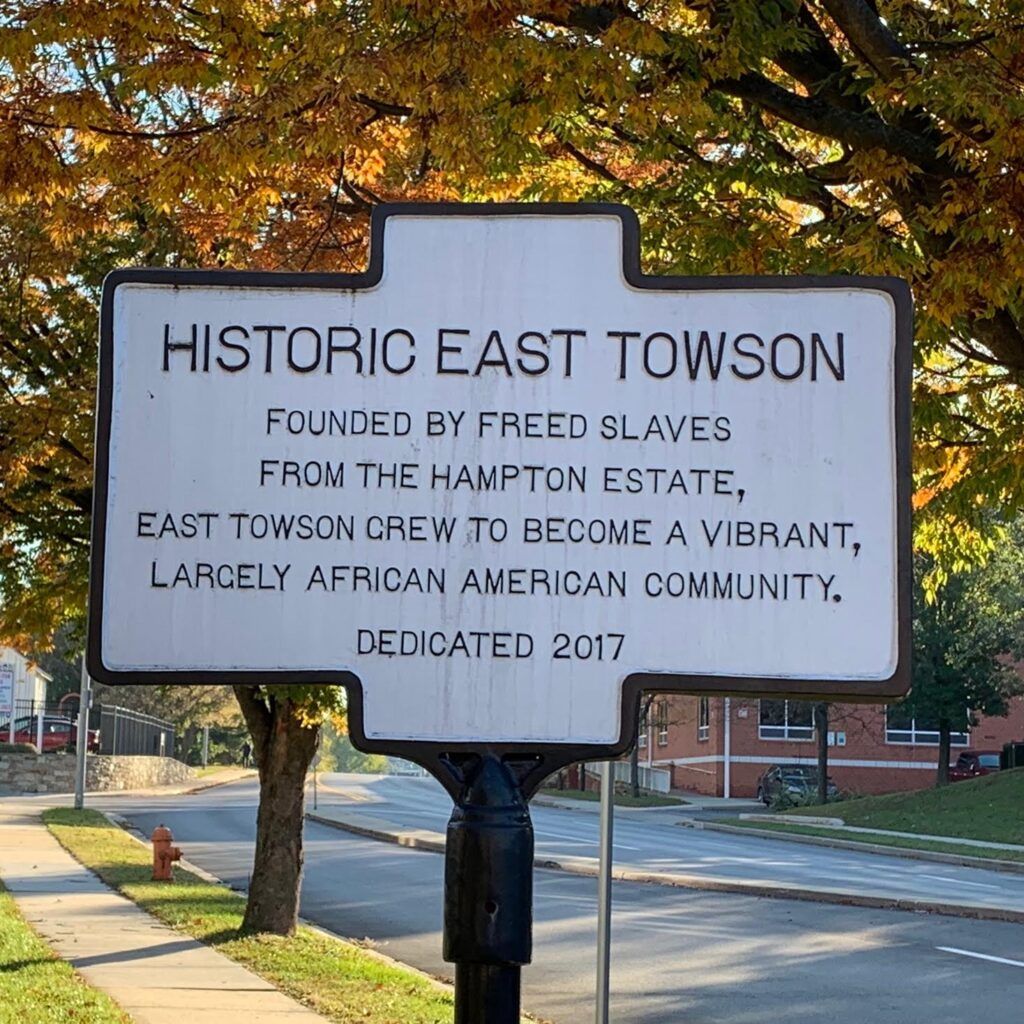 HISTORIC EAST TOWSON
FOUNDED BY FREED SLAVES
FROM THE HAMPTON ESTATE,
EAST TOWSON GREW TO BECOME A VIBRANT,
LARGELY AFRICAN AMERICAN COMMUNITY.
DEDICATED 2017